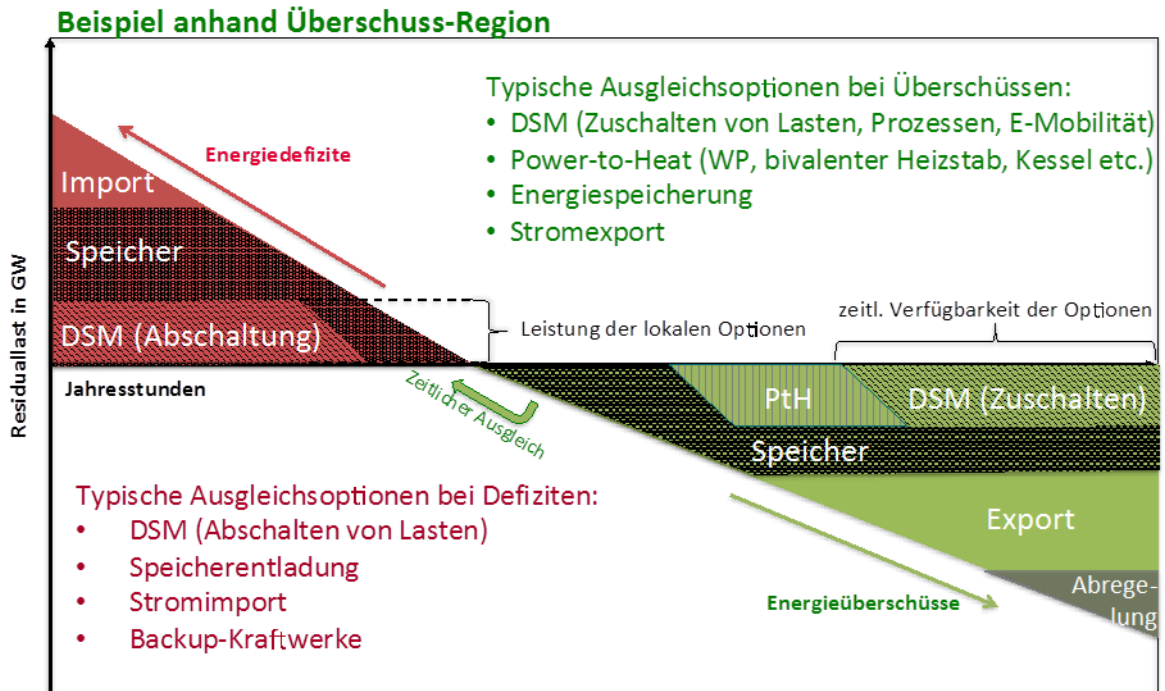 Beispiel anhand Überschuss-Region
Typische Ausgleichsoptionen bei Überschüssen:
• DSM (Zuschalten von Lasten, Prozessen, E-Mobilität)
• Power-to-Heat (WP, bivalenter Heizstab, Kessel etc.)
• Energiespeicherung
• Stromexport
Energiedefizite
Import
Speicher
DSM (Abschaltung)
Leistung der lokalen Optionen
zeitl. Verfügbarkeit der Optionen
Residuallast in GW
Jahresstunden
Zeitlicher Ausgleich
PtH
DSM (Zuschalten)
Speicher
Export
Abrege-
lung
Energieüberschüsse
Typische Ausgleichsoptionen bei Defiziten:
• DSM (Abschalten von Lasten)
• Speicherentladung
• Stromimport
• Backup-Kraftwerke